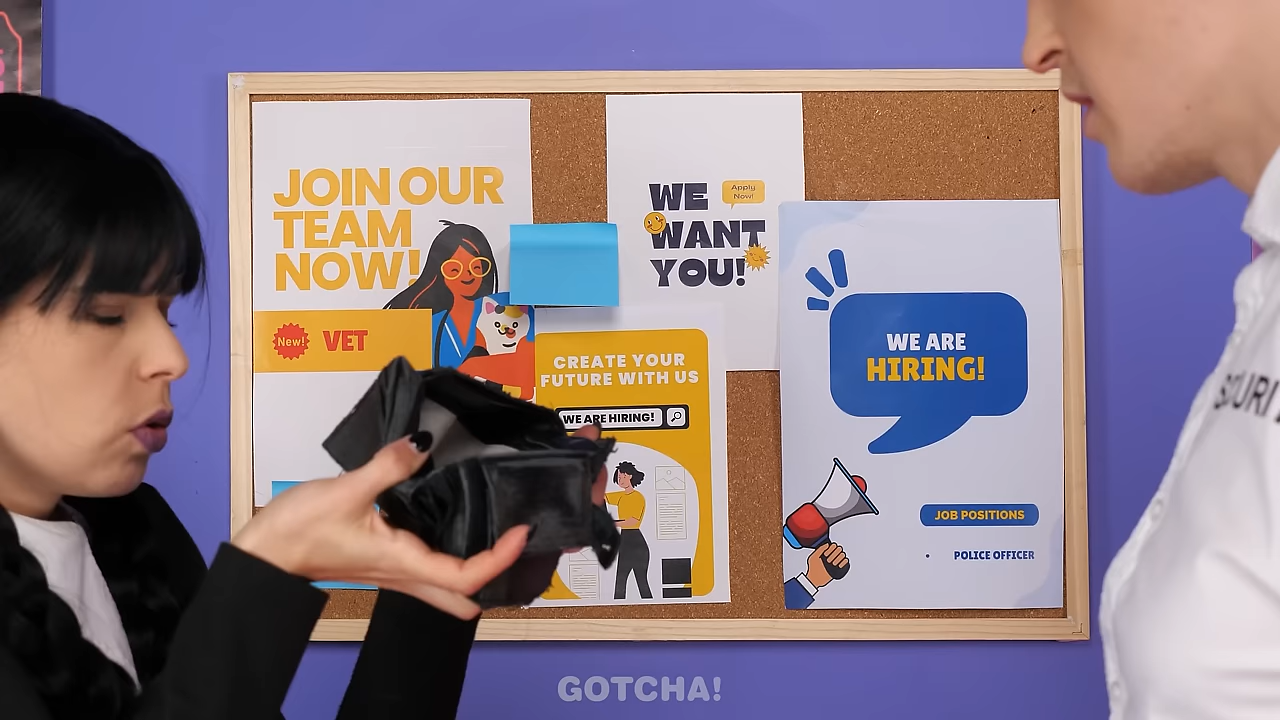 JOIN OUR
TEAM
NOW!
New!
VET
WE
Apply
Now!
WANT
YOU!
CREATE YOUR
FUTURE WITH US
WE ARE HIRING!
WE ARE
HIRING!
JOB POSITIONS
• POLICE OFFICER
GOTCHA!